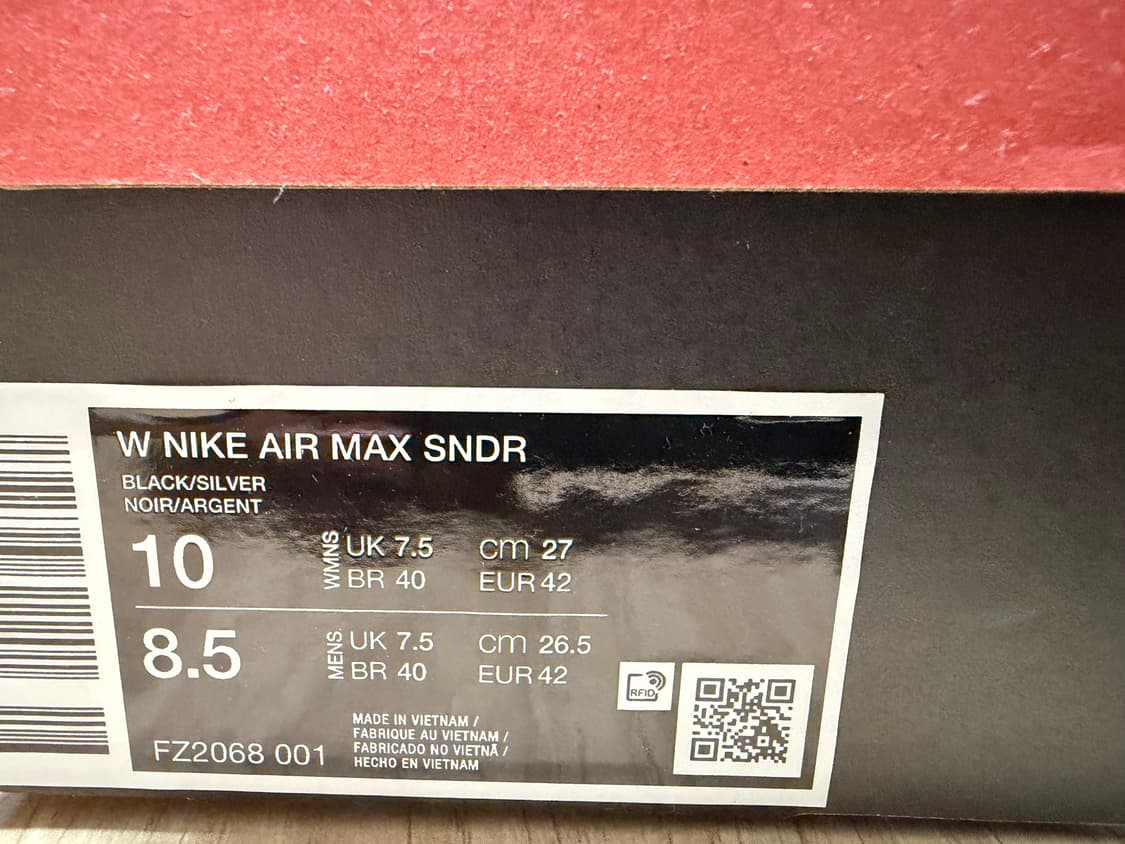 W NIKE AIR MAX SNDR
BLACK/SILVER
NOIR/ARGENT
10 WMNS UK 7.5 cm 27
BR 40 EUR 42
8.5 MENS UK 7.5 cm 26.5
BR 40 EUR 42
FZ2068 001
MADE IN VIETNAM /
FABRIQUE AU VIETNAM /
FABRICADO NO VIETNÃ /
HECHO EN VIETNAM
RFID